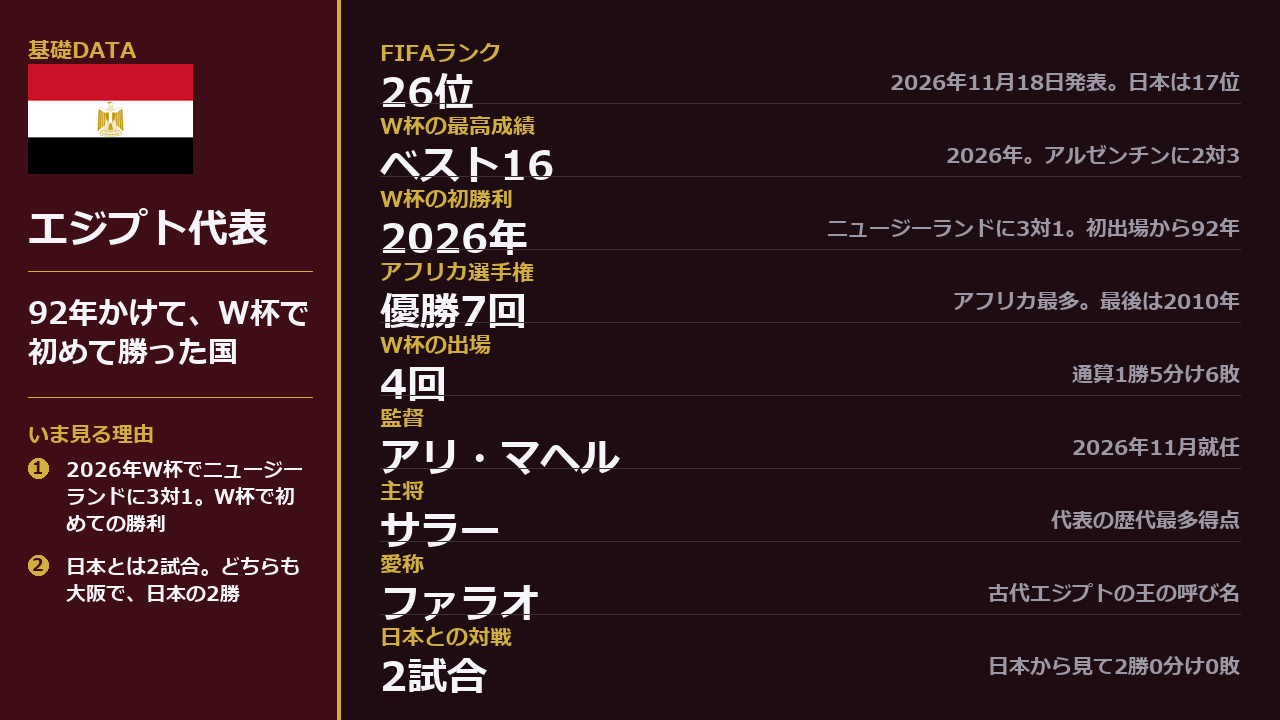 基礎DATA
エジプト代表
92年かけて、W杯で
初めて勝った国
いま見る理由
1 2026年W杯でニュージー
ランドに3対1。W杯で初
めての勝利
2 日本とは2試合。どちらも
大阪で、日本の2勝
FIFAランク
26位 2026年11月18日発表。日本は17位
W杯の最高成績
ベスト16 2026年。アルゼンチンに2対3
W杯の初勝利
2026年 ニュージーランドに3対1。初出場から92年
アフリカ選手権
優勝7回 アフリカ最多。最後は2010年
W杯の出場
4回 通算1勝5分け6敗
監督
アリ・マヘル 2026年11月就任
主将
サラー 代表の歴代最多得点
愛称
ファラオ 古代エジプトの王の呼び名
日本との対戦
2試合 日本から見て2勝0分け0敗